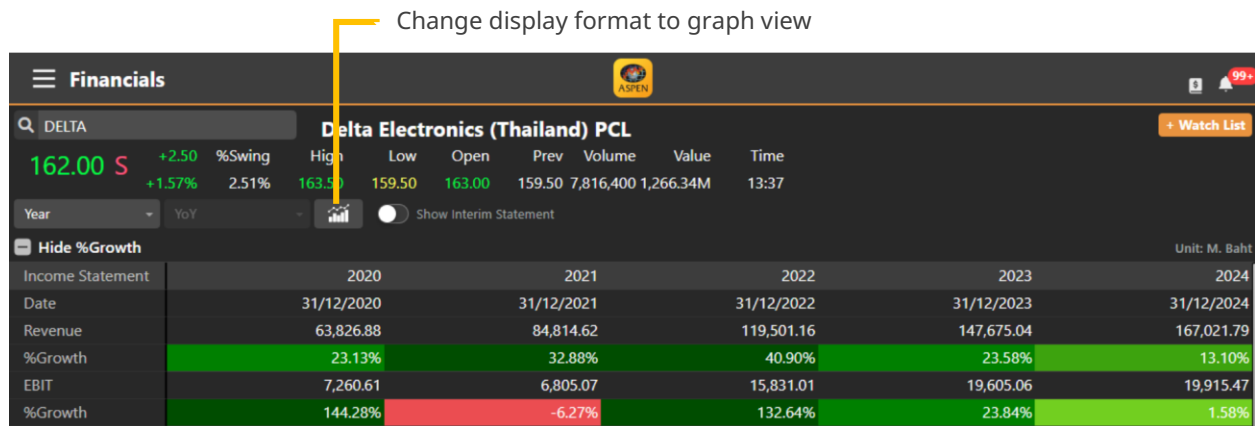 Change display format to graph view
Financials
ASPEN
99+
DELTA
Delta Electronics (Thailand) PCL
+ Watch List
162.00 S +2.50 %Swing High Low Open Prev Volume Value Time
+1.57% 2.51% 163.50 159.50 163.00 159.50 7,816,400 1,266.34M 13:37
Year YoY Show Interim Statement
Hide %Growth Unit: M. Baht
Income Statement 2020 2021 2022 2023 2024
Date 31/12/2020 31/12/2021 31/12/2022 31/12/2023 31/12/2024
Revenue 63,826.88 84,814.62 119,501.16 147,675.04 167,021.79
%Growth 23.13% 32.88% 40.90% 23.58% 13.10%
EBIT 7,260.61 6,805.07 15,831.01 19,605.06 19,915.47
%Growth 144.28% -6.27% 132.64% 23.84% 1.58%